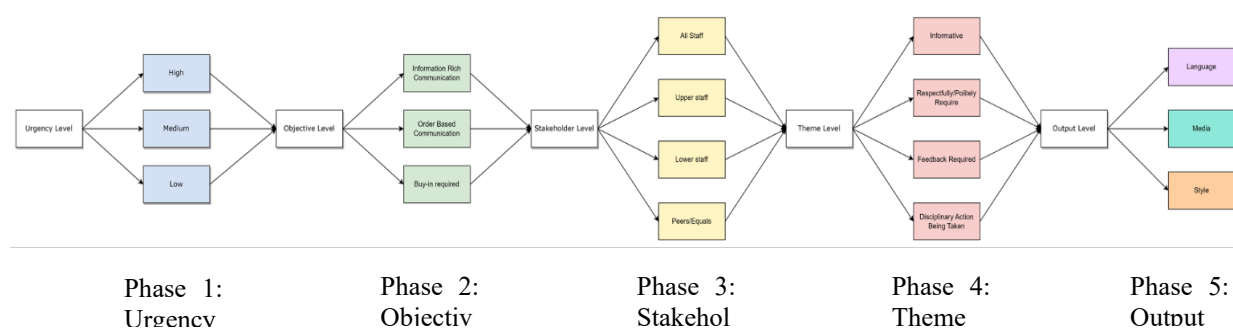 Urgency Level
High
Medium
Low
Objective Level
Information Rich
Communication
Order Based
Communication
Buy-in required
Stakeholder Level
All Staff
Upper staff
Lower staff
Peers/Equals
Theme Level
Informative
Respectfully/Politely
Require
Feedback Required
Disciplinary Action
Being Taken
Output Level
Language
Media
Style
Phase 1:
Urgency
Phase 2:
Objectiv
Phase 3:
Stakehol
Phase 4:
Theme
Phase 5:
Output